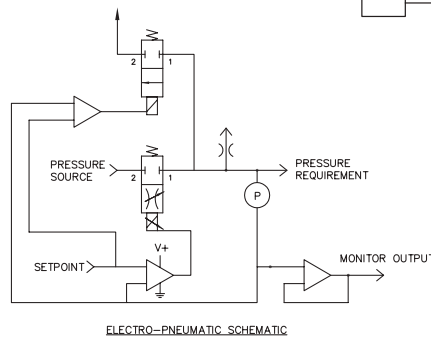 2 1
PRESSURE
SOURCE
2 1
PRESSURE
REQUIREMENT
P
V+
SETPOINT
MONITOR OUTPUT
ELECTRO-PNEUMATIC SCHEMATIC